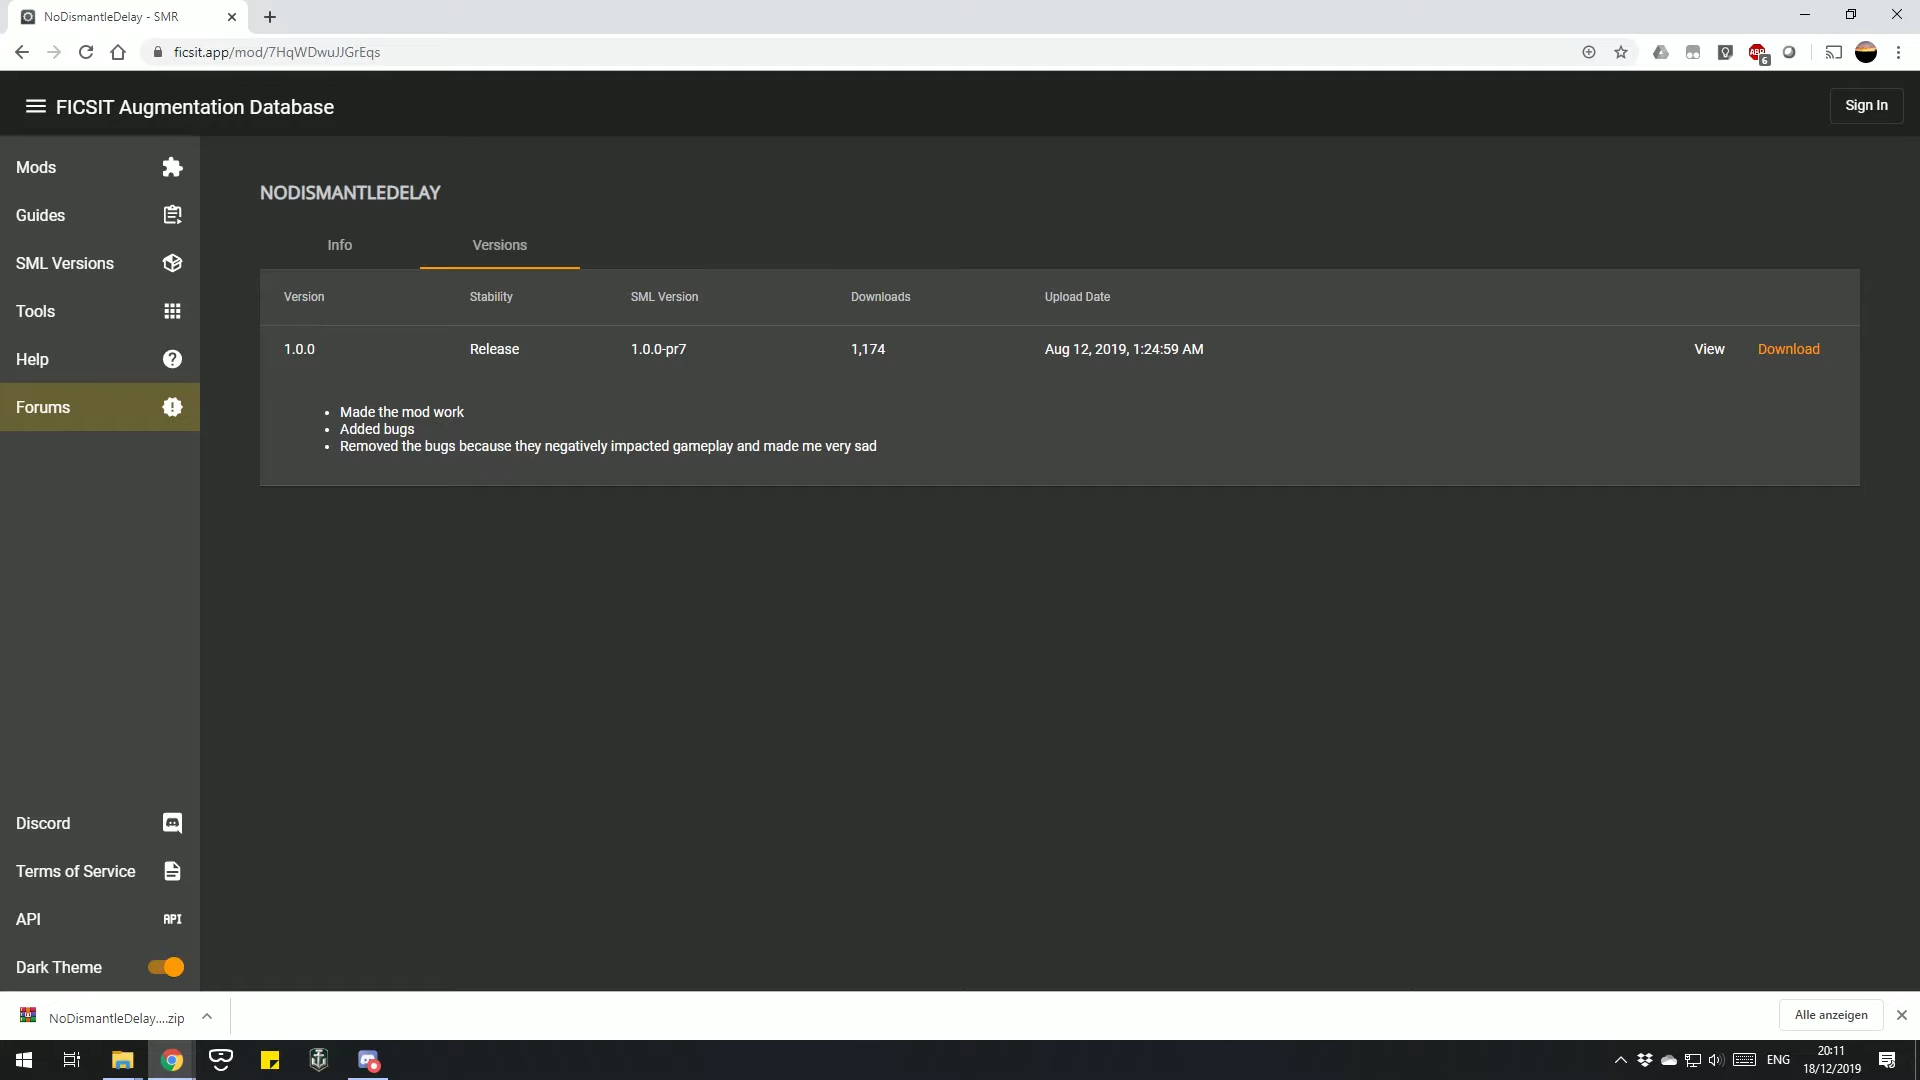 NoDismantleDelay - SMR
ficsit.app/mod/7HqWDwuJJGrEqs
ABP
6
FICSIT Augmentation Database
Sign In
Mods
Guides
SML Versions
Tools
Help
Forums
NODISMANTLEDELAY
Info Versions
Version Stability SML Version Downloads Upload Date
1.0.0 Release 1.0.0-pr7 1,174 Aug 12, 2019, 1:24:59 AM View Download
• Made the mod work
• Added bugs
• Removed the bugs because they negatively impacted gameplay and made me very sad
Discord
Terms of Service
API API
Dark Theme
NoDismantleDelay....zip
Alle anzeigen
ENG
20:11
18/12/2019